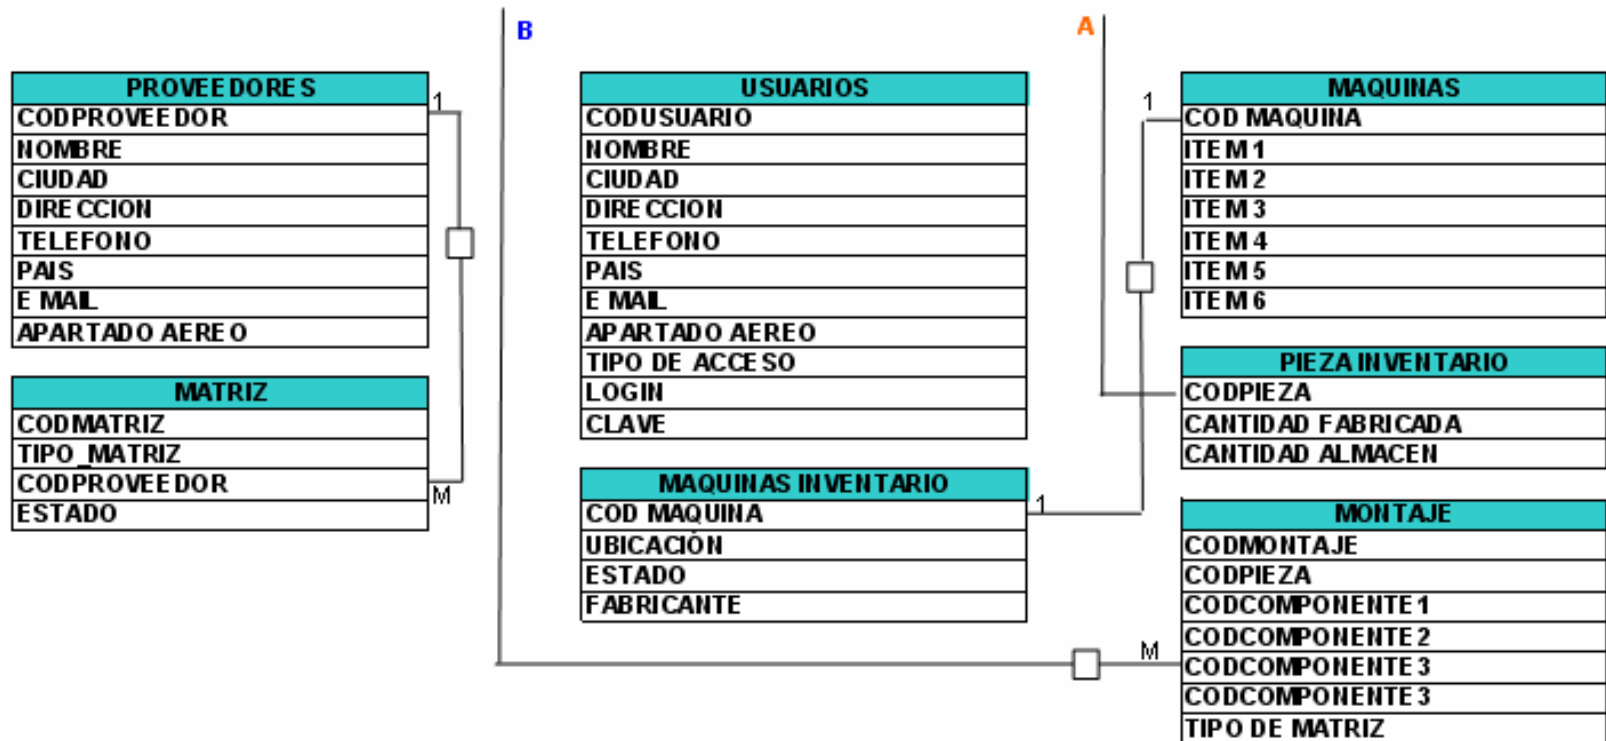 B
A
PROVEEDORES
CODPROVEEDOR
NOMBRE
CIUDAD
DIRECCION
TELEFONO
PAIS
E MAIL
APARTADO AEREO
1
MATRIZ
CODMATRIZ
TIPO_MATRIZ
CODPROVEEDOR
ESTADO
M
USUARIOS
CODUSUARIO
NOMBRE
CIUDAD
DIRECCION
TELEFONO
PAIS
E MAIL
APARTADO AEREO
TIPO DE ACCESO
LOGIN
CLAVE
MAQUINAS INVENTARIO
COD MAQUINA
UBICACIÓN
ESTADO
FABRICANTE
1
1
MAQUINAS
COD MAQUINA
ITEM 1
ITEM 2
ITEM 3
ITEM 4
ITEM 5
ITEM 6
PIEZA INVENTARIO
CODPIEZA
CANTIDAD FABRICADA
CANTIDAD ALMACEN
MONTAJE
CODMONTAJE
CODPIEZA
CODCOMPONENTE 1
CODCOMPONENTE 2
CODCOMPONENTE 3
CODCOMPONENTE 3
TIPO DE MATRIZ
M